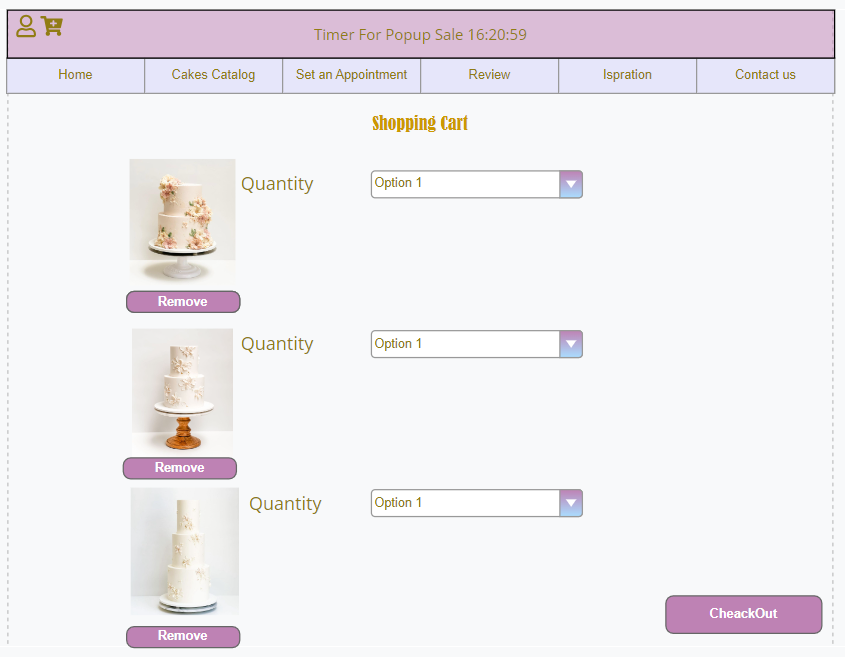 Timer For Popup Sale 16:20:59
Home Cakes Catalog Set an Appointment Review Ispration Contact us
Shopping Cart
Quantity Option 1
Remove
Quantity Option 1
Remove
Quantity Option 1
CheackOut
Remove